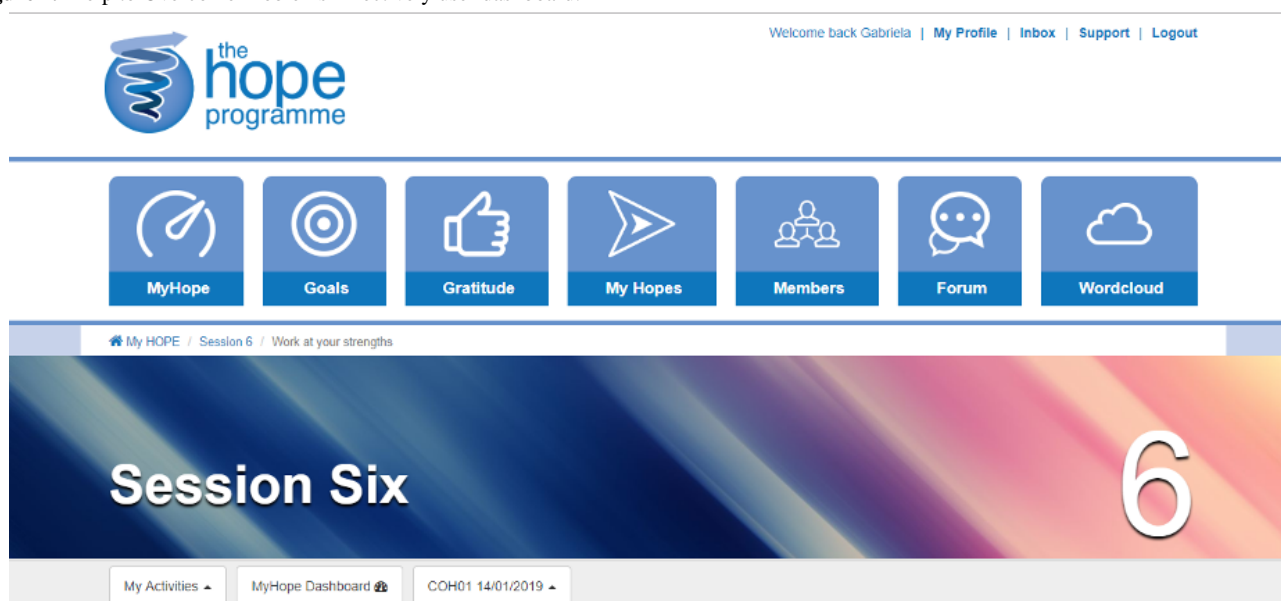 Welcome back Gabriela | My Profile | Inbox | Support | Logout
the
hope
programme
MyHope Goals Gratitude My Hopes Members Forum Wordcloud
My HOPE / Session 6 / Work at your strengths
Session Six 6
My Activities MyHope Dashboard COH01 14/01/2019